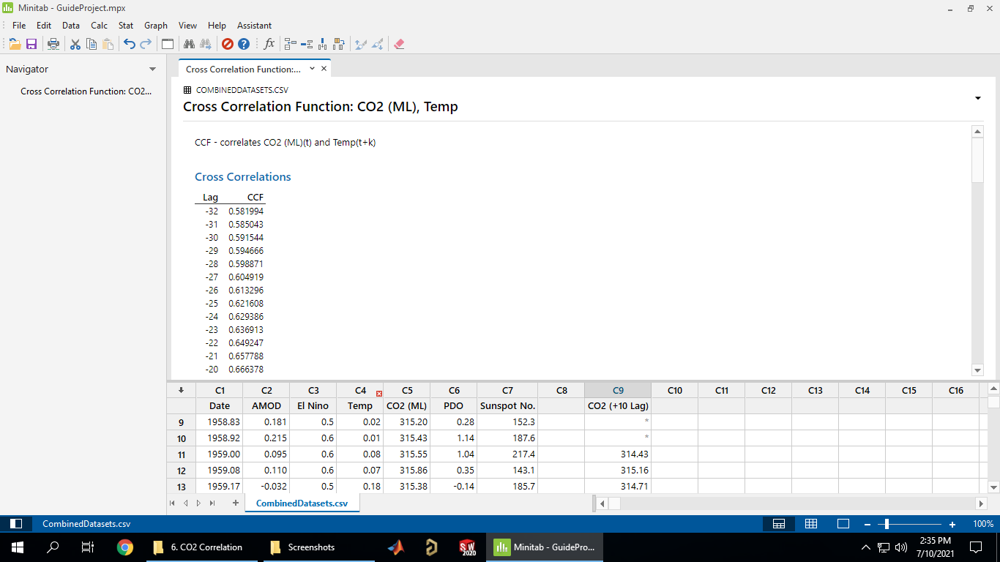 Minitab - GuideProject.mpx
File Edit Data Calc Stat Graph View Help Assistant
Navigator
Cross Correlation Function: CO2...
Cross Correlation Function:...
COMBINEDDATASETS.CSV
Cross Correlation Function: CO2 (ML), Temp
CCF - correlates CO2 (ML)(t) and Temp(t+k)
Cross Correlations
Lag CCF
-32 0.581994
-31 0.585043
-30 0.591544
-29 0.594666
-28 0.598871
-27 0.604919
-26 0.613296
-25 0.621608
-24 0.629386
-23 0.636913
-22 0.649247
-21 0.657788
-20 0.666378
C1 C2 C3 C4 C5 C6 C7 C8 C9 C10 C11 C12 C13 C14 C15 C16
Date AMOD El Nino Temp CO2 (ML) PDO Sunspot No. CO2 (+10 Lag)
9 1958.83 0.181 0.5 0.02 315.20 0.28 152.3 *
10 1958.92 0.215 0.6 0.01 315.43 1.14 187.6 *
11 1959.00 0.095 0.6 0.08 315.55 1.04 217.4 314.43
12 1959.08 0.110 0.6 0.07 315.86 0.35 143.1 315.16
13 1959.17 -0.032 0.5 0.18 315.38 -0.14 185.7 314.71
CombinedDatasets.csv
CombinedDatasets.csv 100%
6. CO2 Correlation Screenshots SW 2020 Minitab - GuidePro... 2:35 PM
7/10/2021